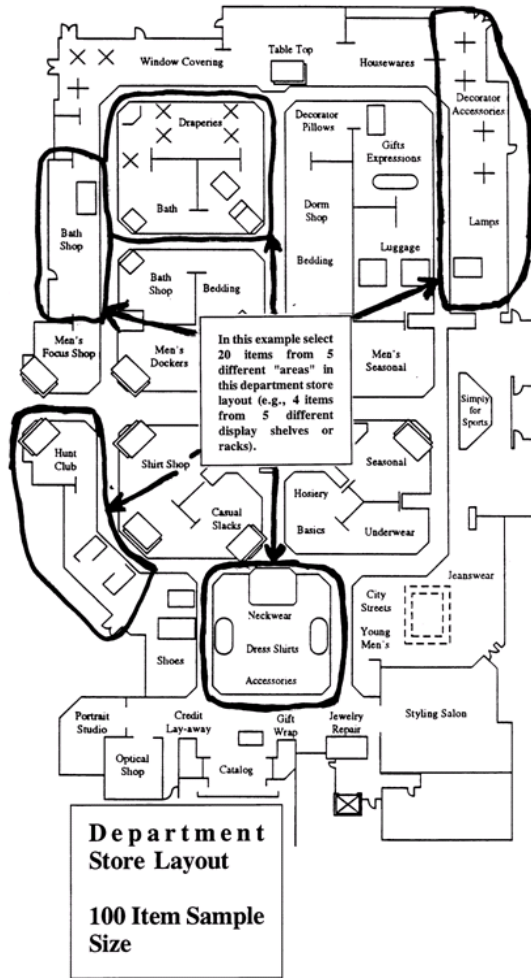 Window Covering
Table Top
Housewares
Draperies
Bath
Decorator
Pillows
Gifts
Expressions
Decorator
Accessories
Dorm
Shop
Lamps
Bath
Shop
Bath
Shop
Bedding
Bedding
Luggage
Men's
Focus Shop
Men's
Dockers
In this example select
20 items from 5
different "areas" in
this department store
layout (e.g., 4 items
from 5 different
display shelves or
racks).
Men's
Seasonal
Simply
for
Sports
Hunt
Club
Shirt Shop
Seasonal
Casual
Slacks
Hosiery
Basics
Underwear
Jeanswear
City
Streets
Young
Men's
Neckwear
Dress Shirts
Accessories
Shoes
Portrait
Studio
Credit
Lay-away
Gift
Wrap
Jewelry
Repair
Styling Salon
Optical
Shop
Catalog
Department
Store Layout
100 Item Sample
Size